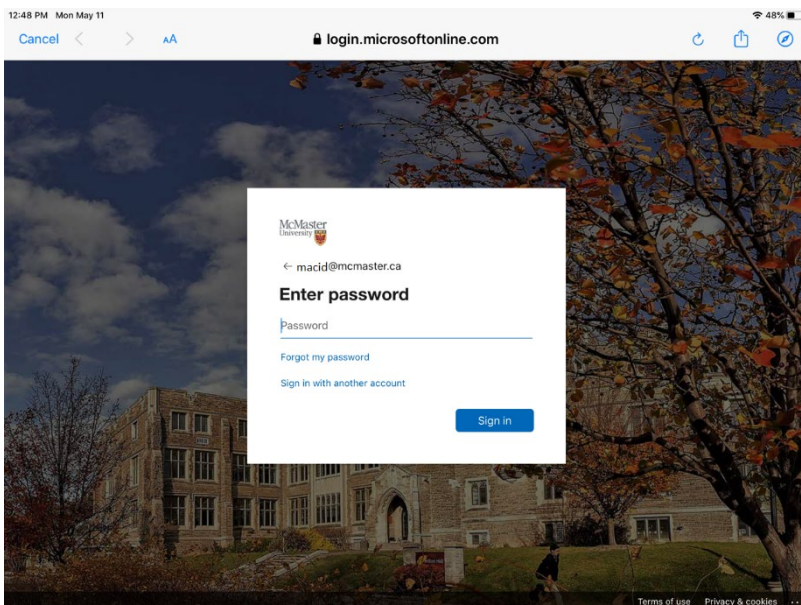 12:48 PM Mon May 11
48%
Cancel
AA
login.microsoftonline.com
McMaster
University
← macid@mcmaster.ca
Enter password
Password
Forgot my password
Sign in with another account
Sign in
Terms of use Privacy & cookies ...